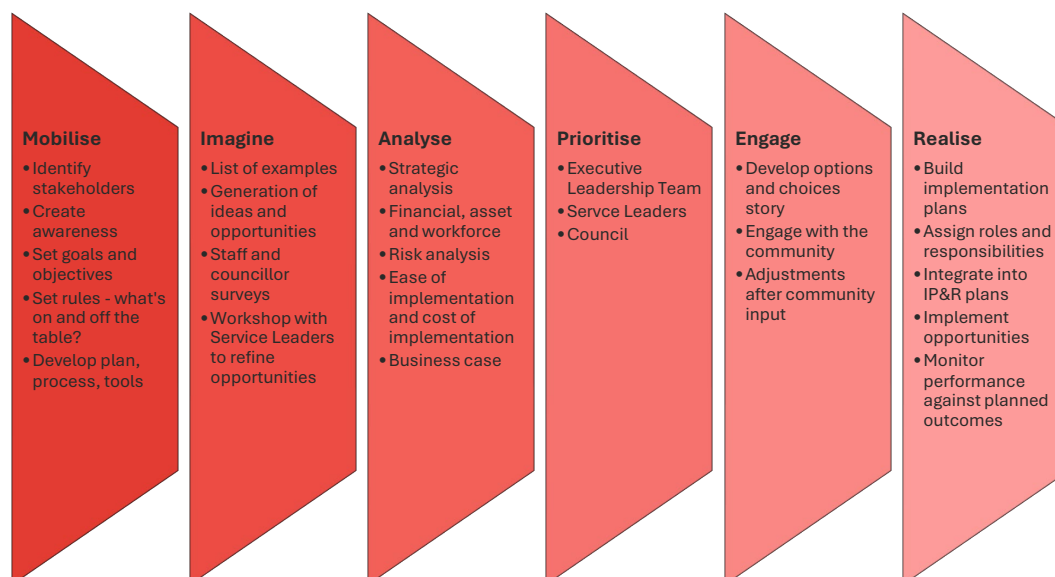 Mobilise
• Identify
stakeholders
• Create
awareness
• Set goals and
objectives
• Set rules - what's
on and off the
table?
• Develop plan,
process, tools
Imagine
• List of examples
• Generation of
ideas and
opportunities
• Staff and
councillor
surveys
• Workshop with
Service Leaders
to refine
opportunities
Analyse
• Strategic
analysis
• Financial, asset
and workforce
• Risk analysis
• Ease of
implementation
and cost of
implementation
• Business case
Prioritise
• Executive
Leadership Team
• Servce Leaders
• Council
Engage
• Develop options
and choices
story
• Engage with the
community
• Adjustments
after community
input
Realise
• Build
implementation
plans
• Assign roles and
responsibilities
• Integrate into
IP&R plans
• Implement
opportunities
• Monitor
performance
against planned
outcomes